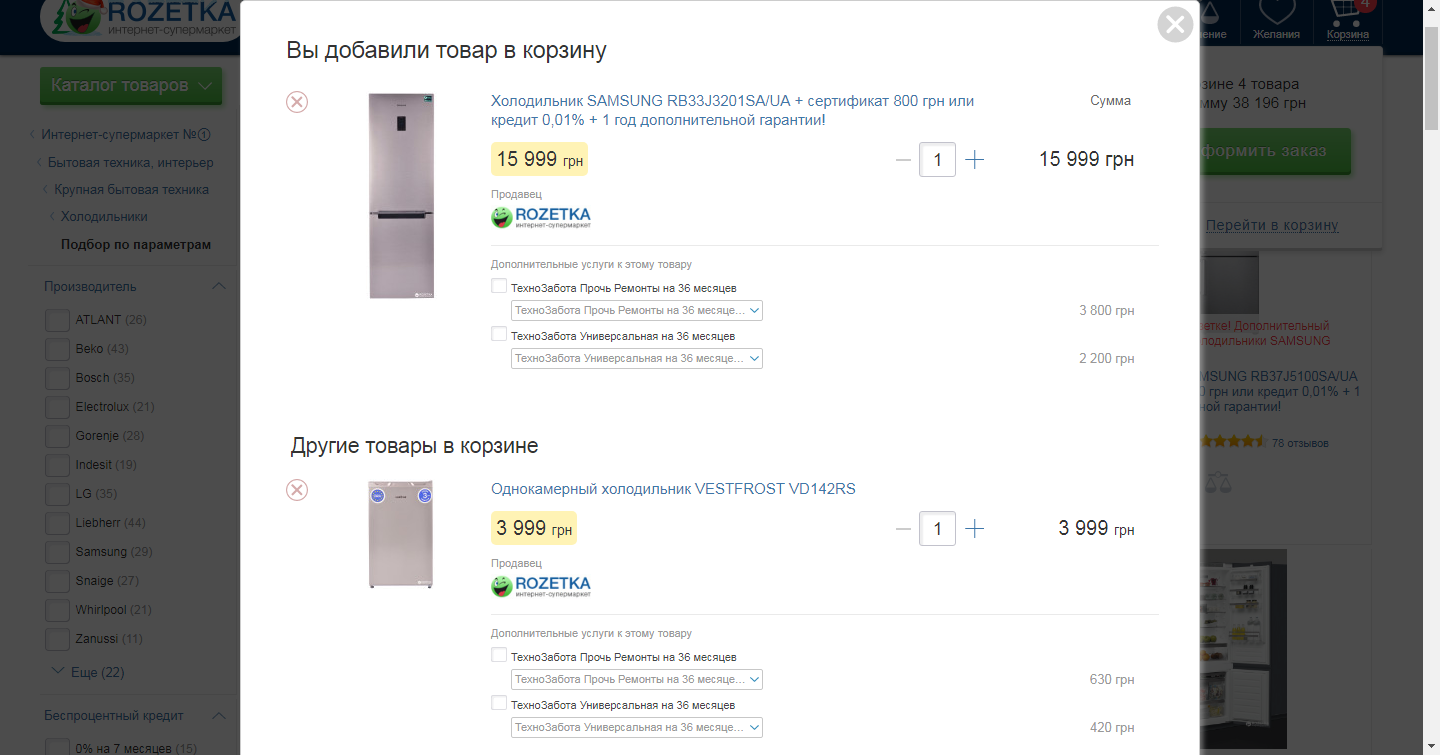 ROZETKA
интернет-супермаркет
Желания
Корзина
4
Каталог товаров
Интернет-супермаркет №1
Бытовая техника, интерьер
Крупная бытовая техника
Холодильники
Подбор по параметрам
Производитель
ATLANT (26)
Beko (43)
Bosch (35)
Electrolux (21)
Gorenje (28)
Indesit (19)
LG (35)
Liebherr (44)
Samsung (29)
Snaige (27)
Whirlpool (21)
Zanussi (11)
Еще (22)
Беспроцентный кредит
0% на 7 месяцев (15)
Вы добавили товар в корзину
Холодильник SAMSUNG RB33J3201SA/UA + сертификат 800 грн или
кредит 0,01% + 1 год дополнительной гарантии!
Сумма
15 999 грн
1
15 999 грн
Продавец
ROZETKA
интернет-супермаркет
Дополнительные услуги к этому товару
ТехноЗабота Прочь Ремонты на 36 месяцев
ТехноЗабота Прочь Ремонты на 36 месяце...
3 800 грн
ТехноЗабота Универсальная на 36 месяцев
ТехноЗабота Универсальная на 36 месяце...
2 200 грн
Другие товары в корзине
Однокамерный холодильник VESTFROST VD142RS
3 999 грн
1
3 999 грн
Продавец
ROZETKA
интернет-супермаркет
Дополнительные услуги к этому товару
ТехноЗабота Прочь Ремонты на 36 месяцев
ТехноЗабота Прочь Ремонты на 36 месяце...
630 грн
ТехноЗабота Универсальная на 36 месяцев
ТехноЗабота Универсальная на 36 месяце...
420 грн
зине 4 товара
мму 38 196 грн
формить заказ
Перейти в корзину
етке! Дополнительный
олодильники SAMSUNG
MSUNG RB37J5100SA/UA
0 грн или кредит 0,01% + 1
ной гарантии!
78 отзывов